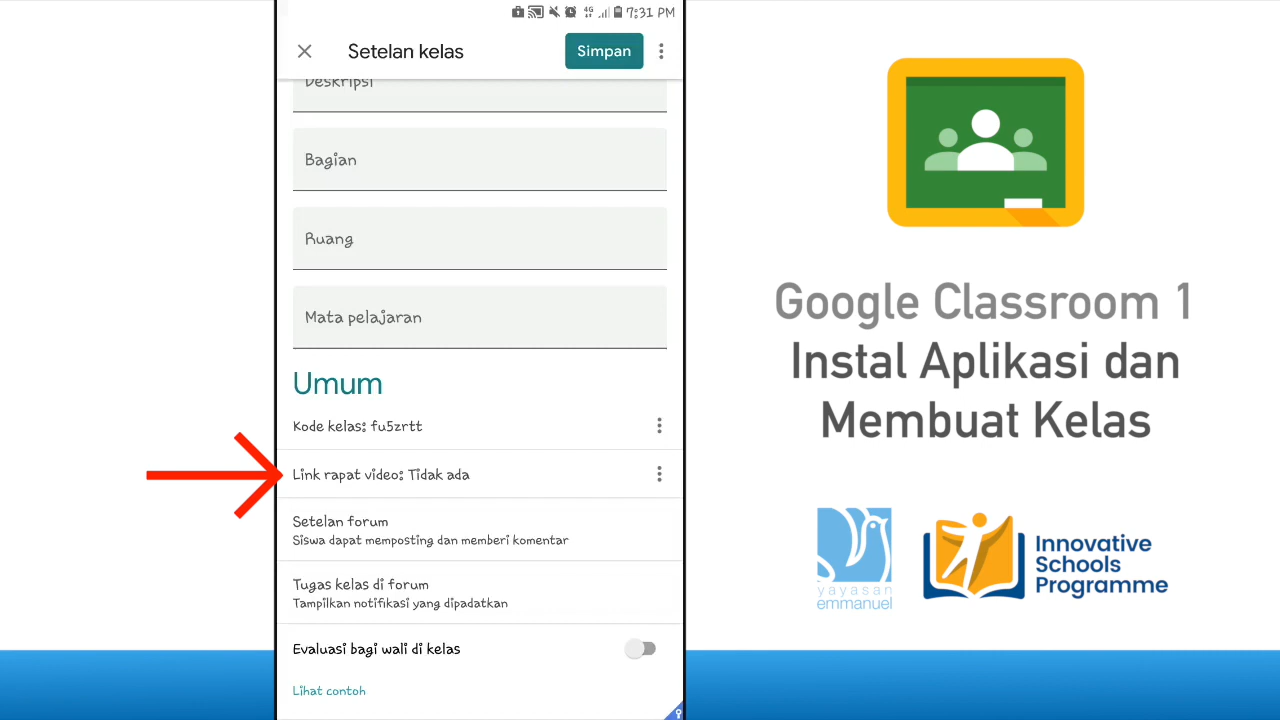 4G
7:31 PM
Setelan kelas
Simpan
Deskripsi
Bagian
Ruang
Mata pelajaran
Umum
Kode kelas: fu5zrtt
Link rapat video: Tidak ada
Setelan forum
Siswa dapat memposting dan memberi komentar
Tugas kelas di forum
Tampilkan notifikasi yang dipadatkan
Evaluasi bagi wali di kelas
Lihat contoh
Google Classroom 1
Instal Aplikasi dan
Membuat Kelas
yayasan
emmanuel
Innovative
Schools
Programme